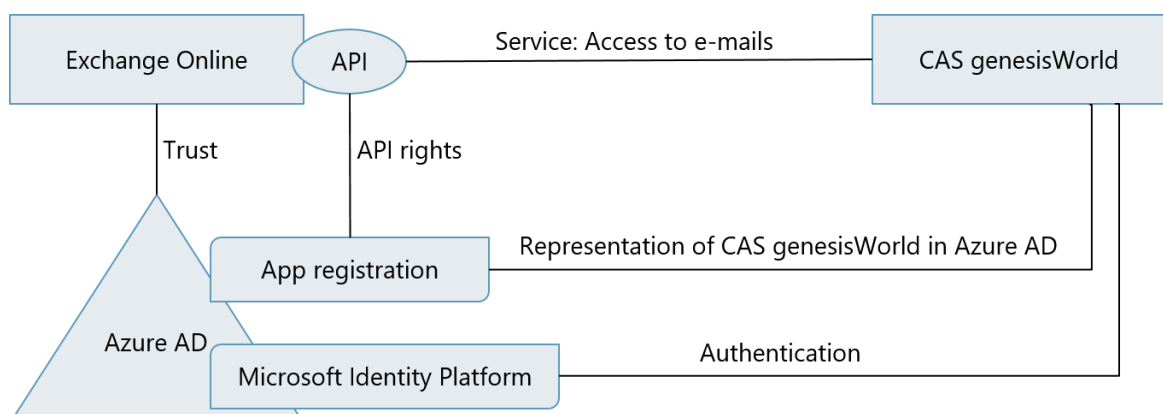 Exchange Online
API
Service: Access to e-mails
CAS genesisWorld
Trust
API rights
App registration
Representation of CAS genesisWorld in Azure AD
Azure AD
Microsoft Identity Platform
Authentication